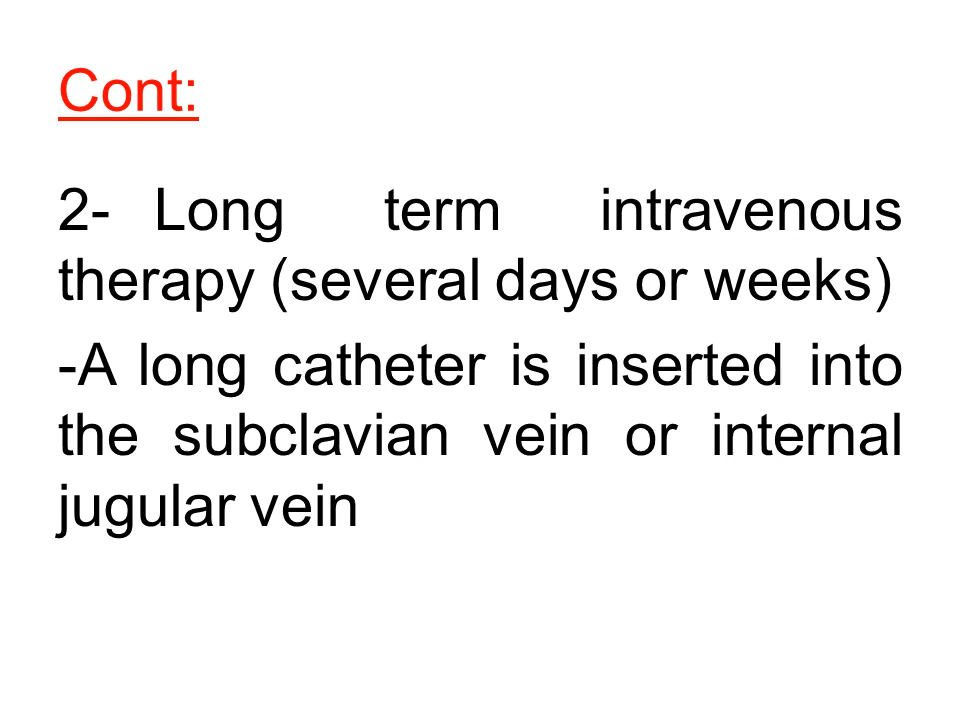 Cont:
2- Long term intravenous
therapy (several days or weeks)
-A long catheter is inserted into
the subclavian vein or internal
jugular vein